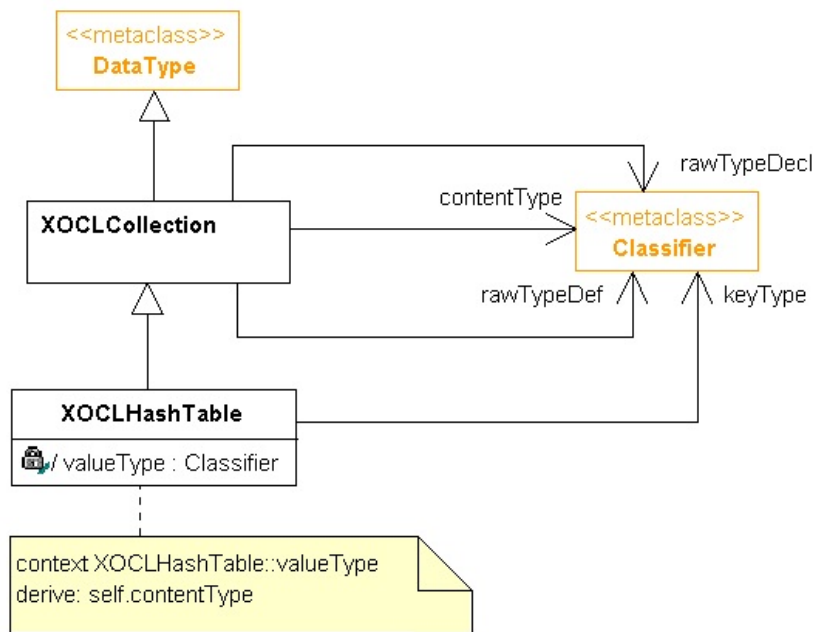 <<metaclass>>
DataType
rawTypeDecl
contentType
XOCLCollection
<<metaclass>>
Classifier
rawTypeDef
keyType
XOCLHashTable
/ valueType : Classifier
context XOCLHashTable::valueType
derive: self.contentType